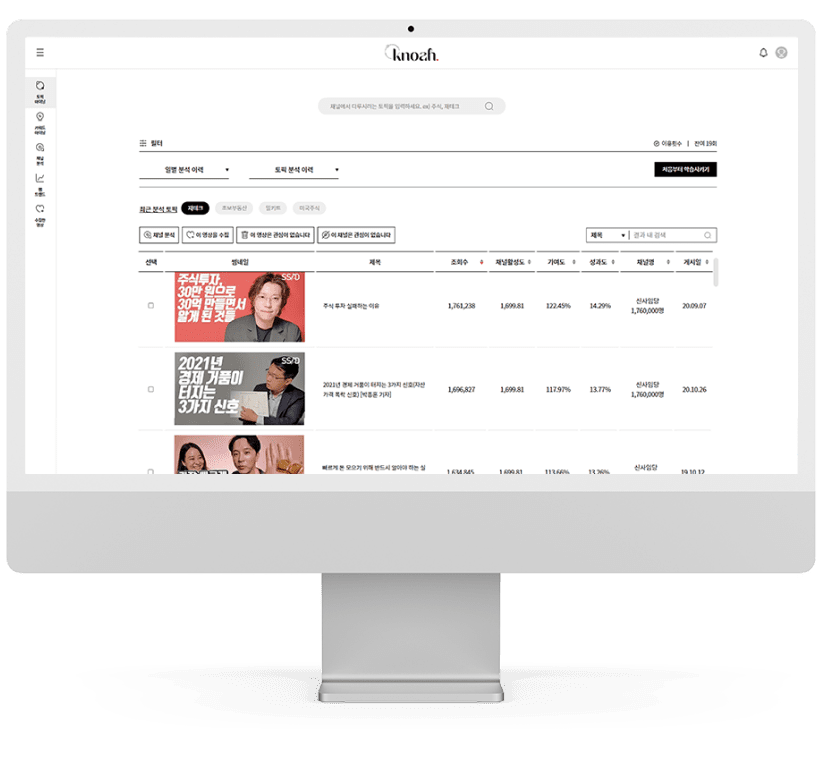 knoah.
토픽
마이닝
키워드
마이닝
채널
분석
웹
트렌드
수집한
영상
채널에서 다루시려는 토픽을 입력하세요. ex) 주식, 재테크
필터
이용횟수 | 잔여 19회
일별 분석 이력
토픽 분석 이력
처음부터 학습시키기
최근 분석 토픽
재테크
초보부동산
밀키트
미국주식
채널 분석
이 영상을 수집
이 영상은 관심이 없습니다
이 채널은 관심이 없습니다
제목
결과 내 검색
선택 썸네일 제목 조회수 채널활성도 기여도 성과도 채널명 게시일
주식투자,
30만 원으로
30억 만들면서
알게 된 것들
주식 투자 실패하는 이유
1,761,238 1,699.81 122.45% 14.29%
신사임당
1,760,000명
20.09.07
2021년
경제 거품이
터지는
3가지 신호
2021년 경제 거품이 터지는 3가지 신호(자산
가격 폭락 신호) [박종훈 기자]
1,696,827 1,699.81 117.97% 13.77%
신사임당
1,760,000명
20.10.26
빠르게 돈 모으기 위해 반드시 알아야 하는 실
1,634,845 1,699.81 113.66% 13.26%
신사임당
19.10.12